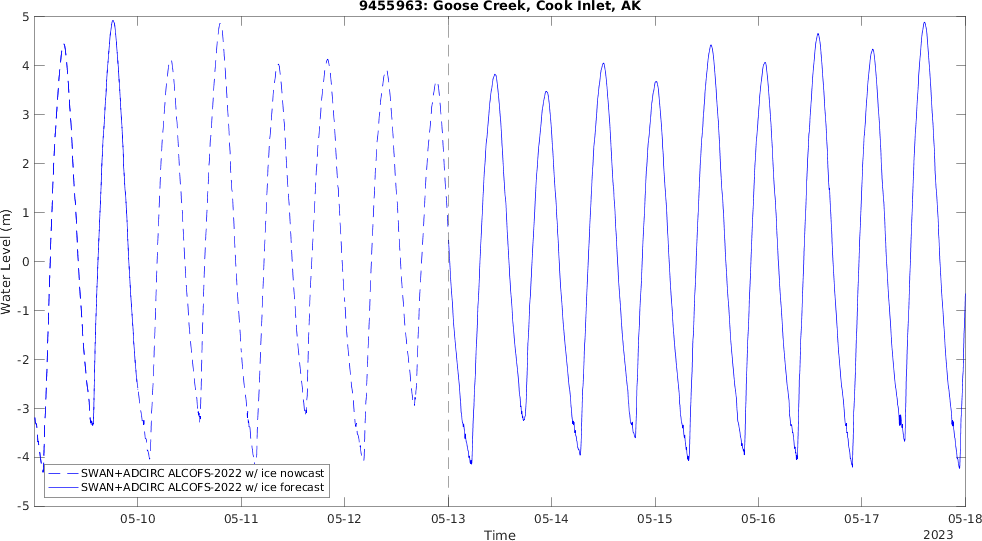 9455963: Goose Creek, Cook Inlet, AK
5
4
3
2
1
0
-1
-2
-3
-4
-5
Water Level (m)
SWAN+ADCIRC ALCOFS-2022 w/ ice nowcast
SWAN+ADCIRC ALCOFS-2022 w/ ice forecast
05-10 05-11 05-12 05-13 05-14 05-15 05-16 05-17 05-18
Time
2023